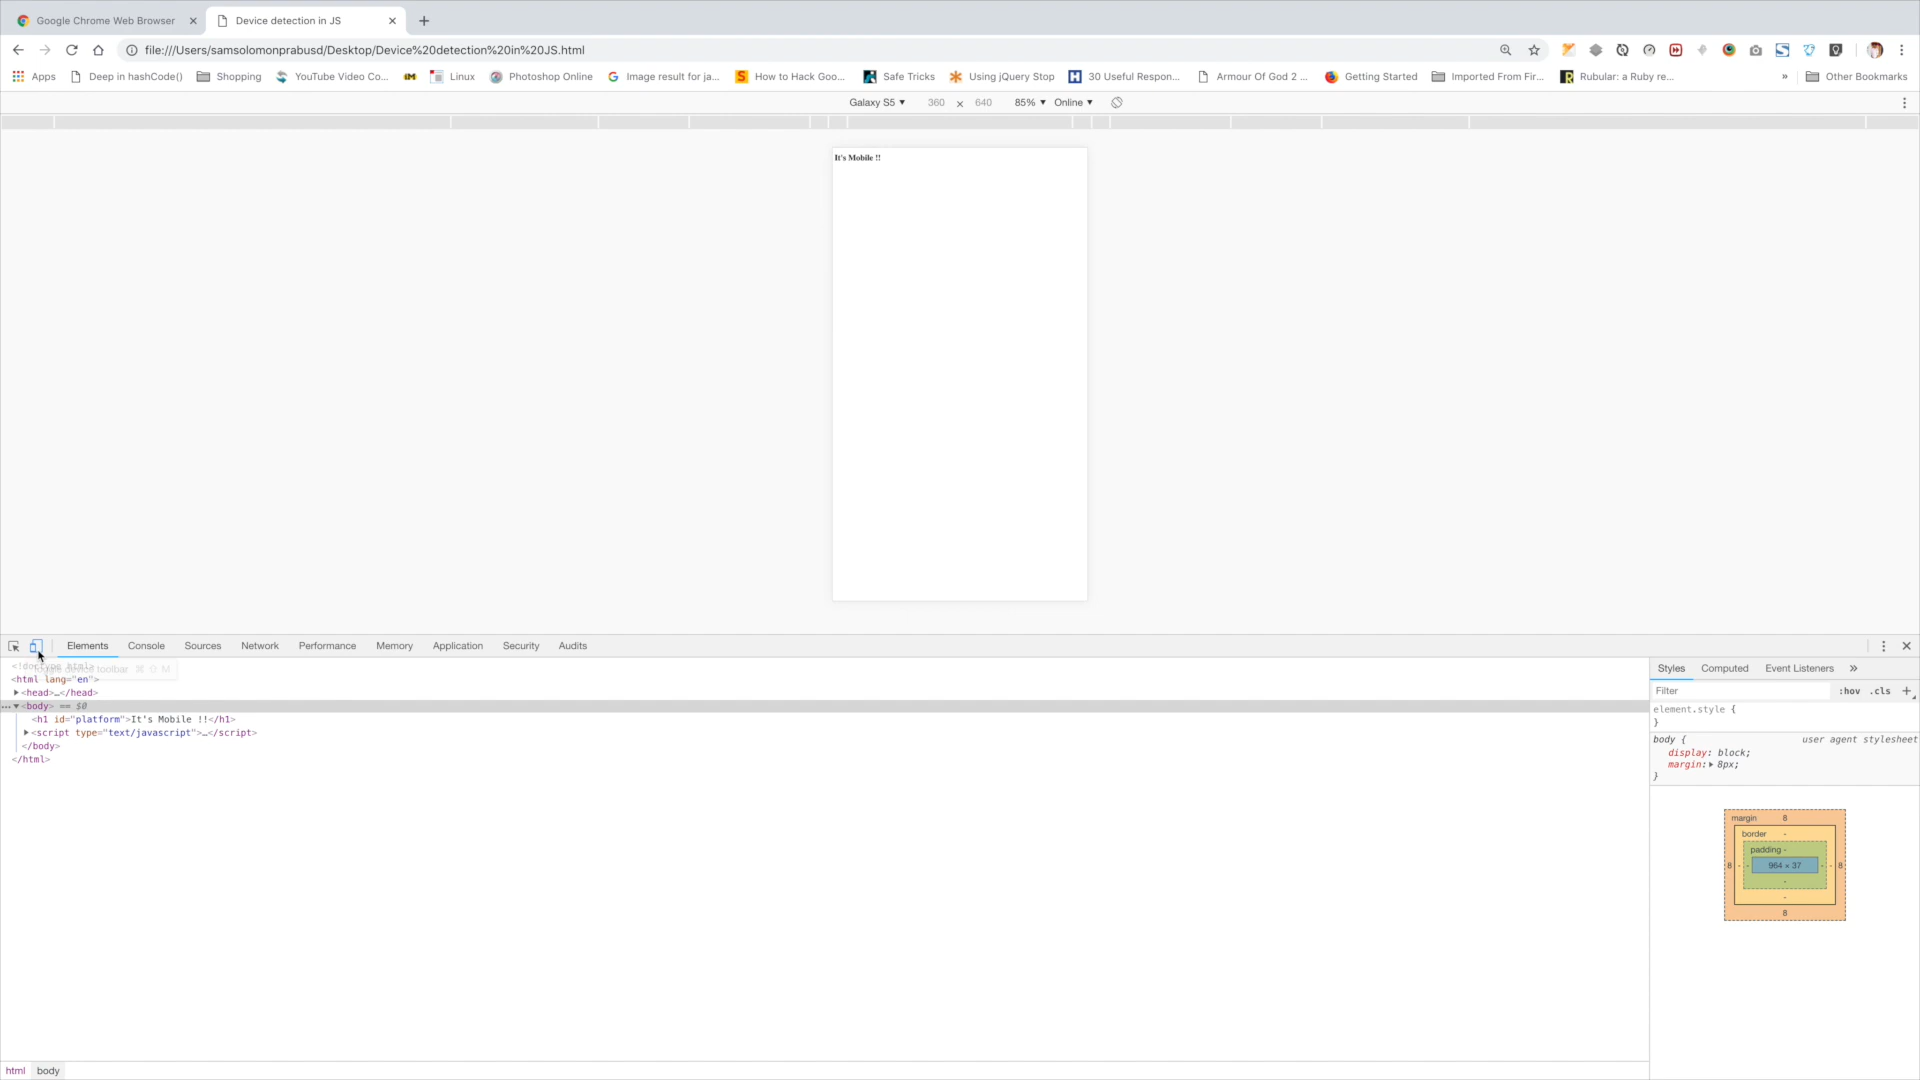 Google Chrome Web Browser
Device detection in JS
file:///Users/samsolomonprabusd/Desktop/Device%20detection%20in%20JS.html
Apps Deep in hashCode() Shopping YouTube Video Co... IM Linux Photoshop Online Image result for ja... How to Hack Goo... Safe Tricks Using jQuery Stop 30 Useful Respon... Armour Of God 2 ... Getting Started Imported From Fir... Rubular: a Ruby re... » Other Bookmarks
Galaxy S5 360 × 640 85% Online
It's Mobile !!
Elements Console Sources Network Performance Memory Application Security Audits
<!doctype html>
toolbar
<html lang="en">
<head>…</head>
<body> == $0
<h1 id="platform">It's Mobile !!</h1>
<script type="text/javascript">…</script>
</body>
</html>
Styles Computed Event Listeners »
Filter :hov .cls +
element.style {
}
body { user agent stylesheet
display: block;
margin: 8px;
}
margin 8
border -
padding -
8 - - 964 × 37 - - 8
-
-
8
html body